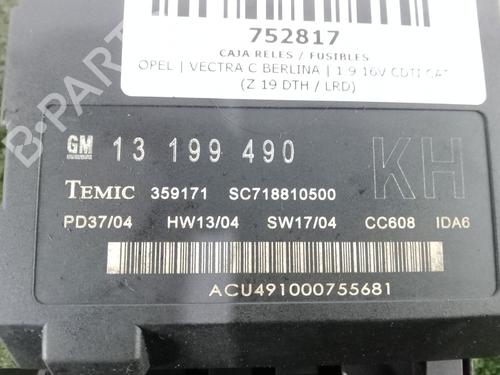 752817
CAJA RELES / FUSIBLES
OPEL | VECTRA C BERLINA | 1.9 16V CDTI CAT
(Z 19 DTH / LRD)
GM 13 199 490 KH
TEMIC 359171 SC718810500
PD37/04 HW13/04 SW17/04 CC608 IDA6
ACU491000755681
B-PARTS